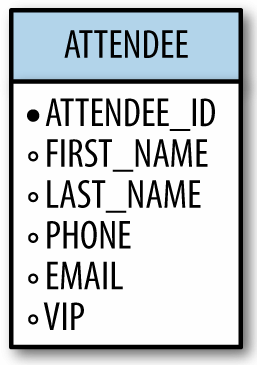 ATTENDEE
ATTENDEE_ID
FIRST_NAME
LAST_NAME
PHONE
EMAIL
VIP